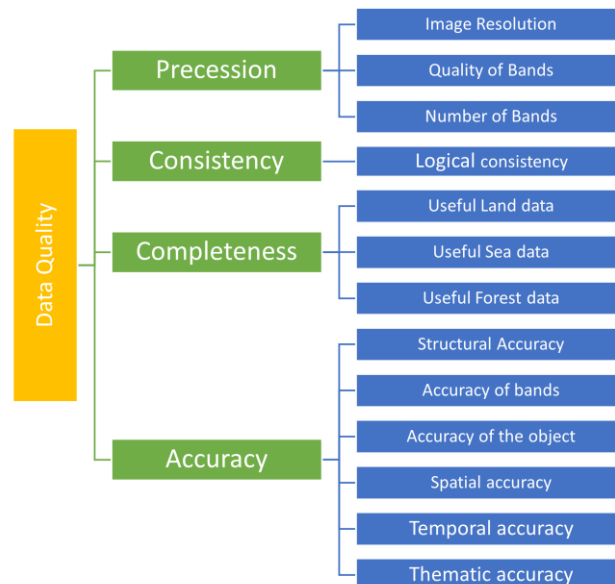 Data Quality
Precession
Image Resolution
Quality of Bands
Number of Bands
Consistency
Logical consistency
Completeness
Useful Land data
Useful Sea data
Useful Forest data
Accuracy
Structural Accuracy
Accuracy of bands
Accuracy of the object
Spatial accuracy
Temporal accuracy
Thematic accuracy